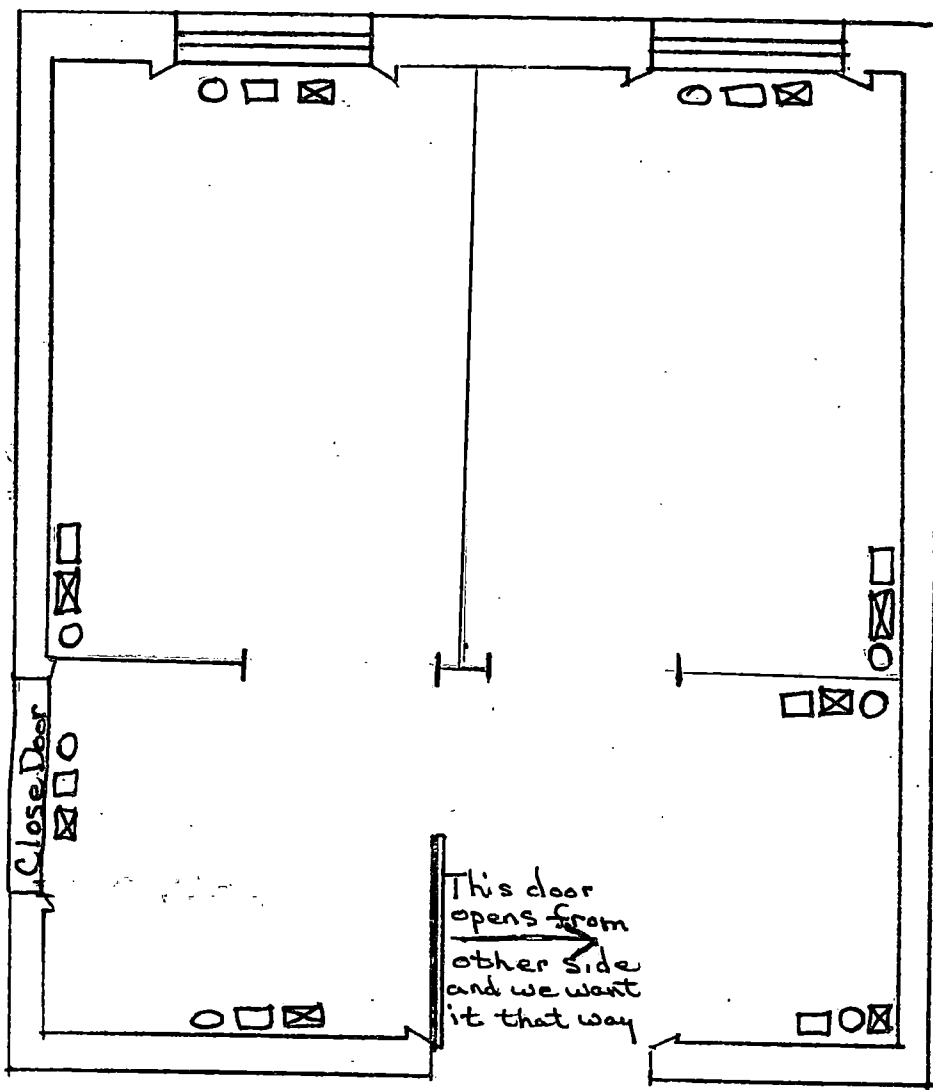 Close Door
This door
opens from
other side
and we want
it that way